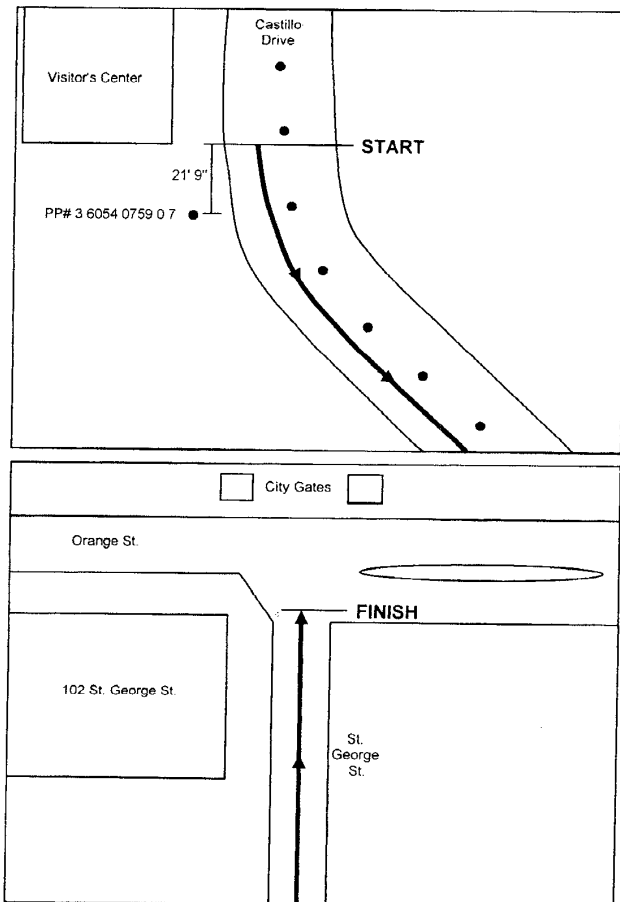 Castillo
Drive
Visitor's Center
START
21' 9"
PP# 3 6054 0759 0 7
City Gates
Orange St.
FINISH
102 St. George St.
St.
George
St.